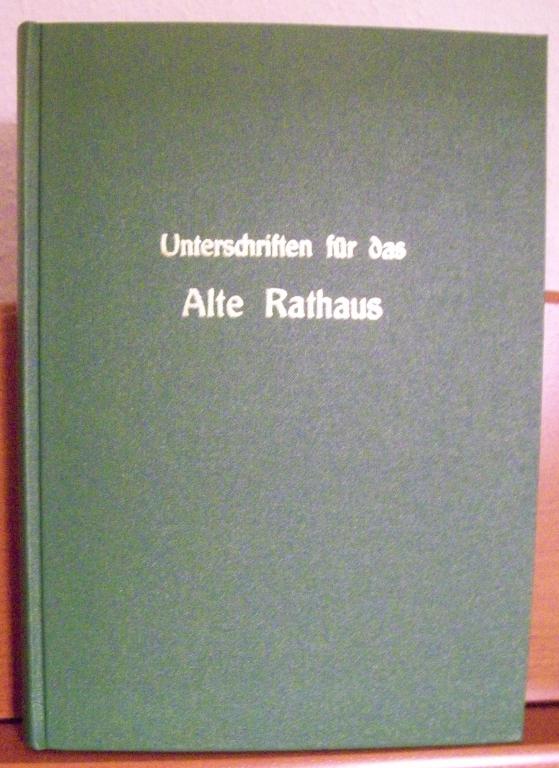 Unterschriften für das
Alte Rathaus